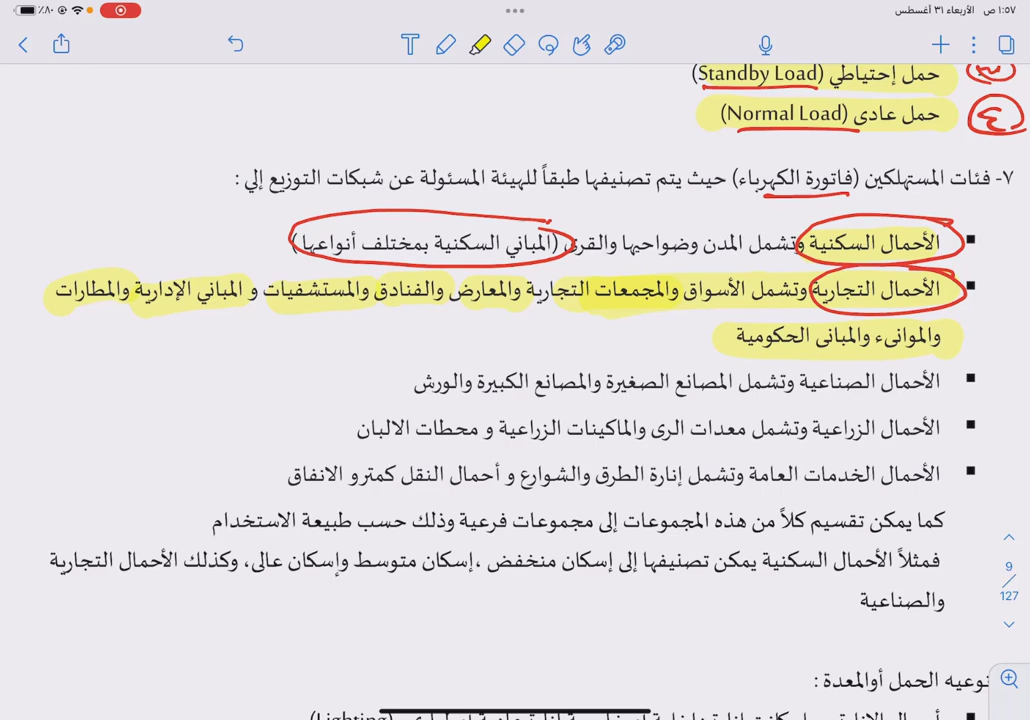 ١:٥٧ ص الأربعاء ٣١ أغسطس
٪٨٠
حمل إحتياطي (Standby Load)
٤ حمل عادى (Normal Load)
٧- فئات المستهلكين (فاتورة الكهرباء) حيث يتم تصنيفها طبقاً للهيئة المسئولة عن شبكات التوزيع إلي :
▪ الأحمال السكنية وتشمل المدن وضواحيها والقرى (المباني السكنية بمختلف أنواعها)
▪ الأحمال التجارية وتشمل الأسواق والمجمعات التجارية والمعارض والفنادق والمستشفيات و المباني الإدارية والمطارات
والموانىء والمبانى الحكومية
▪ الأحمال الصناعية وتشمل المصانع الصغيرة والمصانع الكبيرة والورش
▪ الأحمال الزراعية وتشمل معدات الرى والماكينات الزراعية و محطات الالبان
▪ الأحمال الخدمات العامة وتشمل إنارة الطرق والشوارع و أحمال النقل كمترو الانفاق
كما يمكن تقسيم كلاً من هذه المجموعات إلى مجموعات فرعية وذلك حسب طبيعة الاستخدام
فمثلاً الأحمال السكنية يمكن تصنيفها إلى إسكان منخفض ،إسكان متوسط وإسكان عالى، وكذلك الأحمال التجارية
والصناعية
9
127
نوعيه الحمل أوالمعدة :
(Lighting)